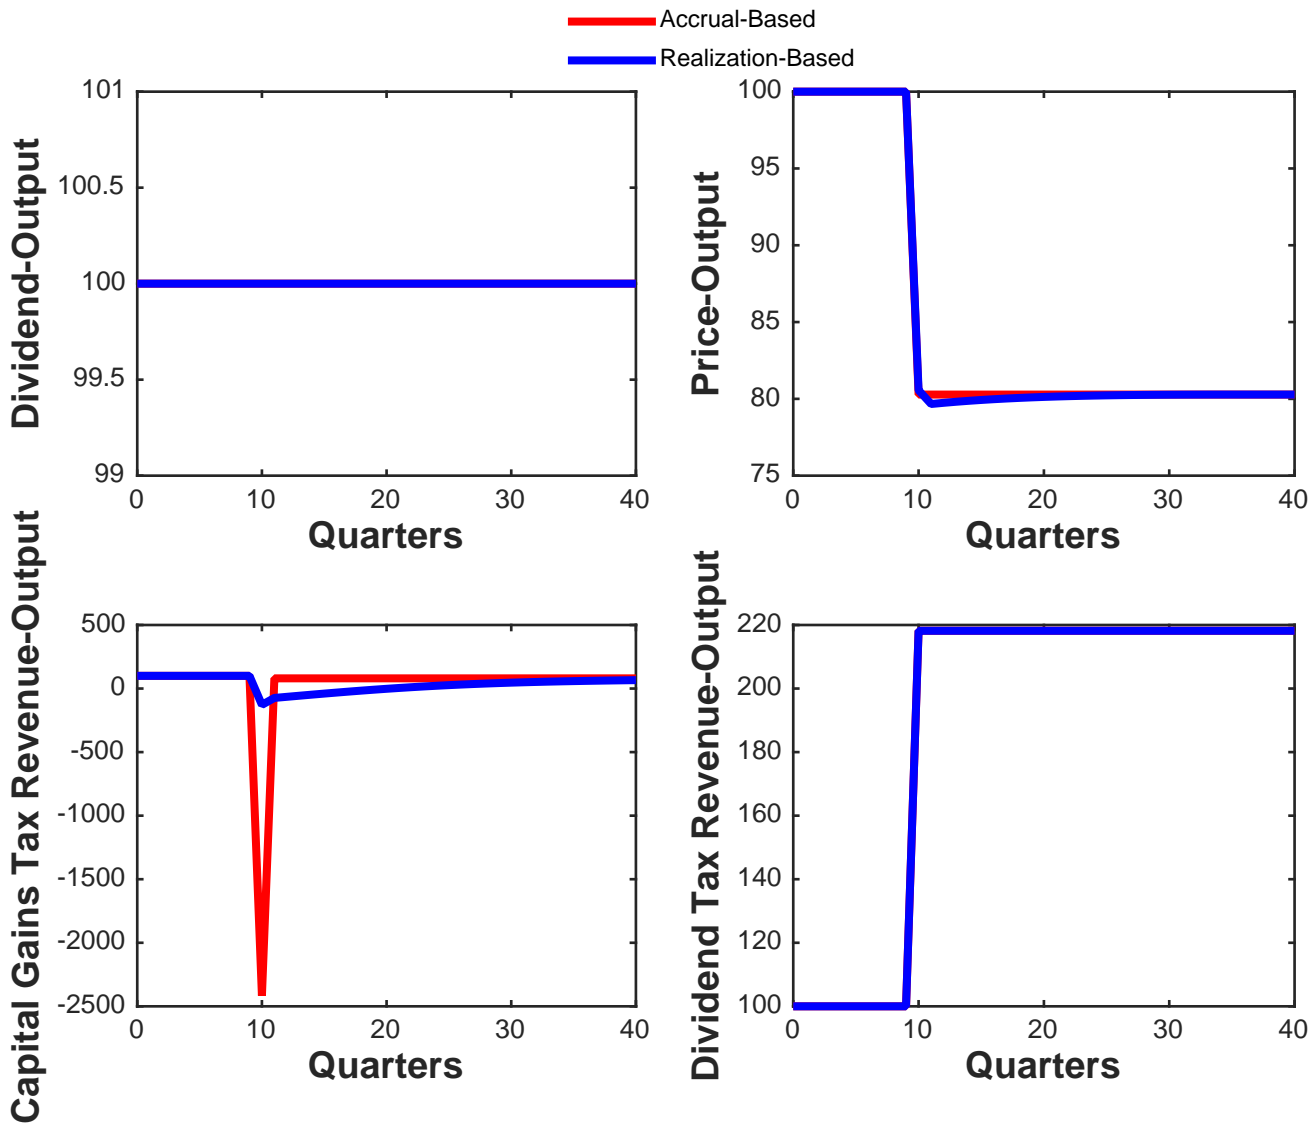 Accrual-Based
Realization-Based
Dividend-Output
101
100.5
100
99.5
99
0 10 20 30 40
Quarters
Price-Output
100
95
90
85
80
75
0 10 20 30 40
Quarters
Capital Gains Tax Revenue-Output
500
0
-500
-1000
-1500
-2000
-2500
0 10 20 30 40
Quarters
Dividend Tax Revenue-Output
220
200
180
160
140
120
100
0 10 20 30 40
Quarters